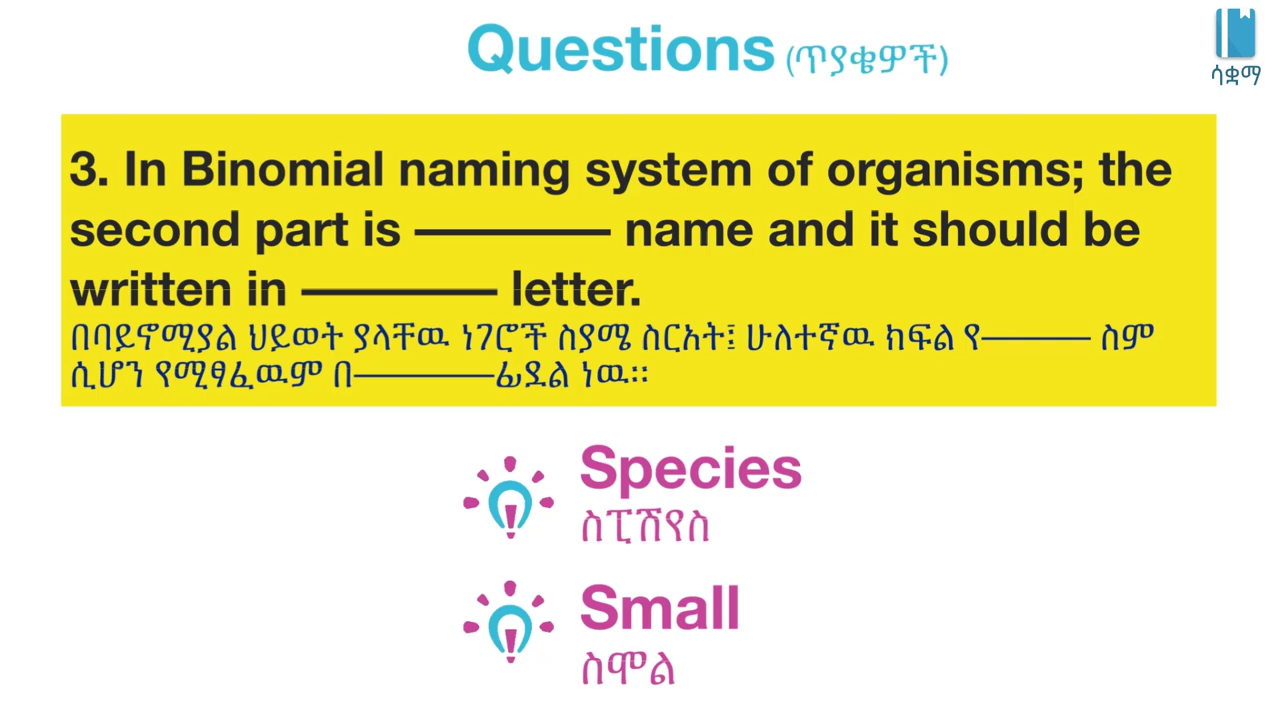 Questions (ጥያቄዎች)
ሳቋማ
3. In Binomial naming system of organisms; the
second part is ———— name and it should be
written in ———— letter.
በባይኖሚያል ህይወት ያላቸዉ ነገሮች ስያሜ ስርአት፤ ሁለተኛዉ ክፍል የ———— ስም
ሲሆን የሚፃፈዉም በ————ፊደል ነዉ።
Species
ስፒሽየስ
Small
ስሞል